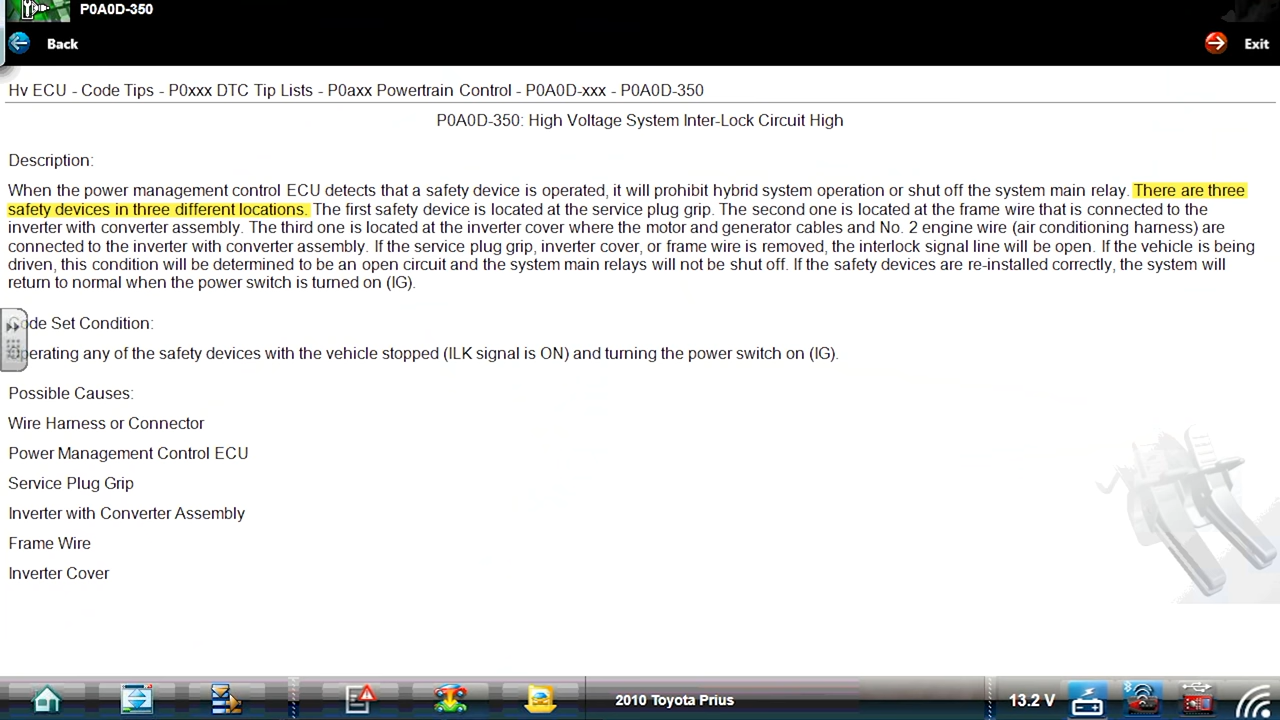 P0A0D-350
Back
Exit
Hv ECU - Code Tips - P0xxx DTC Tip Lists - P0axx Powertrain Control - P0A0D-xxx - P0A0D-350
P0A0D-350: High Voltage System Inter-Lock Circuit High
Description:
When the power management control ECU detects that a safety device is operated, it will prohibit hybrid system operation or shut off the system main relay. There are three
safety devices in three different locations. The first safety device is located at the service plug grip. The second one is located at the frame wire that is connected to the
inverter with converter assembly. The third one is located at the inverter cover where the motor and generator cables and No. 2 engine wire (air conditioning harness) are
connected to the inverter with converter assembly. If the service plug grip, inverter cover, or frame wire is removed, the interlock signal line will be open. If the vehicle is being
driven, this condition will be determined to be an open circuit and the system main relays will not be shut off. If the safety devices are re-installed correctly, the system will
return to normal when the power switch is turned on (IG).
Code Set Condition:
Operating any of the safety devices with the vehicle stopped (ILK signal is ON) and turning the power switch on (IG).
Possible Causes:
Wire Harness or Connector
Power Management Control ECU
Service Plug Grip
Inverter with Converter Assembly
Frame Wire
Inverter Cover
2010 Toyota Prius
13.2 V